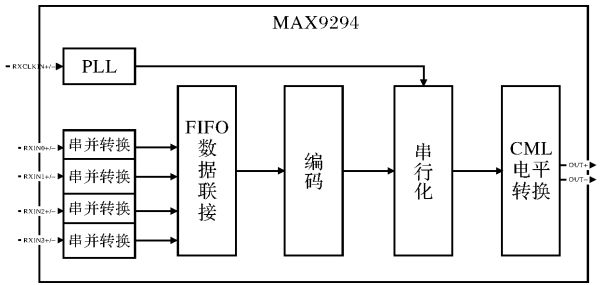 MAX9294
RXCLKIN+/-
PLL
RXIN0+/-
串并转换
RXIN1+/-
串并转换
RXIN2+/-
串并转换
RXIN3+/-
串并转换
FIFO
数
据
联
接
编
码
串
行
化
CML
电平
转换
OUT+
OUT-